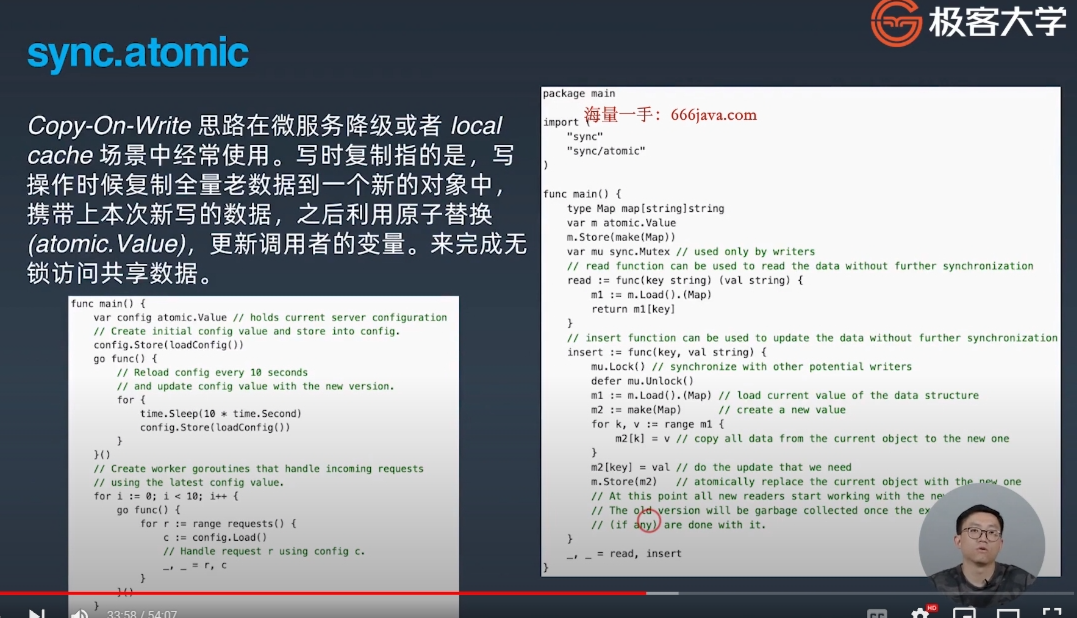 极客大学
sync.atomic
Copy-On-Write 思路在微服务降级或者 local
cache 场景中经常使用。写时复制指的是，写
操作时候复制全量老数据到一个新的对象中，
携带上本次新写的数据，之后利用原子替换
(atomic.Value)，更新调用者的变量。来完成无
锁访问共享数据。
func main() {
    var config atomic.Value // holds current server configuration
    // Create initial config value and store into config.
    config.Store(loadConfig())
    go func() {
        // Reload config every 10 seconds
        // and update config value with the new version.
        for {
            time.Sleep(10 * time.Second)
            config.Store(loadConfig())
        }
    }()
    // Create worker goroutines that handle incoming requests
    // using the latest config value.
    for i := 0; i < 10; i++ {
        go func() {
            for r := range requests() {
                c := config.Load()
                // Handle request r using config c.
                _, _ = r, c
            }
        }()
    }
package main
海量一手：666java.com
import (
    "sync"
    "sync/atomic"
)
func main() {
    type Map map[string]string
    var m atomic.Value
    m.Store(make(Map))
    var mu sync.Mutex // used only by writers
    // read function can be used to read the data without further synchronization
    read := func(key string) (val string) {
        m1 := m.Load().(Map)
        return m1[key]
    }
    // insert function can be used to update the data without further synchronization
    insert := func(key, val string) {
        mu.Lock() // synchronize with other potential writers
        defer mu.Unlock()
        m1 := m.Load().(Map) // load current value of the data structure
        m2 := make(Map)      // create a new value
        for k, v := range m1 {
            m2[k] = v // copy all data from the current object to the new one
        }
        m2[key] = val // do the update that we need
        m.Store(m2)   // atomically replace the current object with the new one
        // At this point all new readers start working with the
        // The old version will be garbage collected once the
        // (if any) are done with it.
    }
    _, _ = read, insert
}
33:58 / 54:07
CC
HD